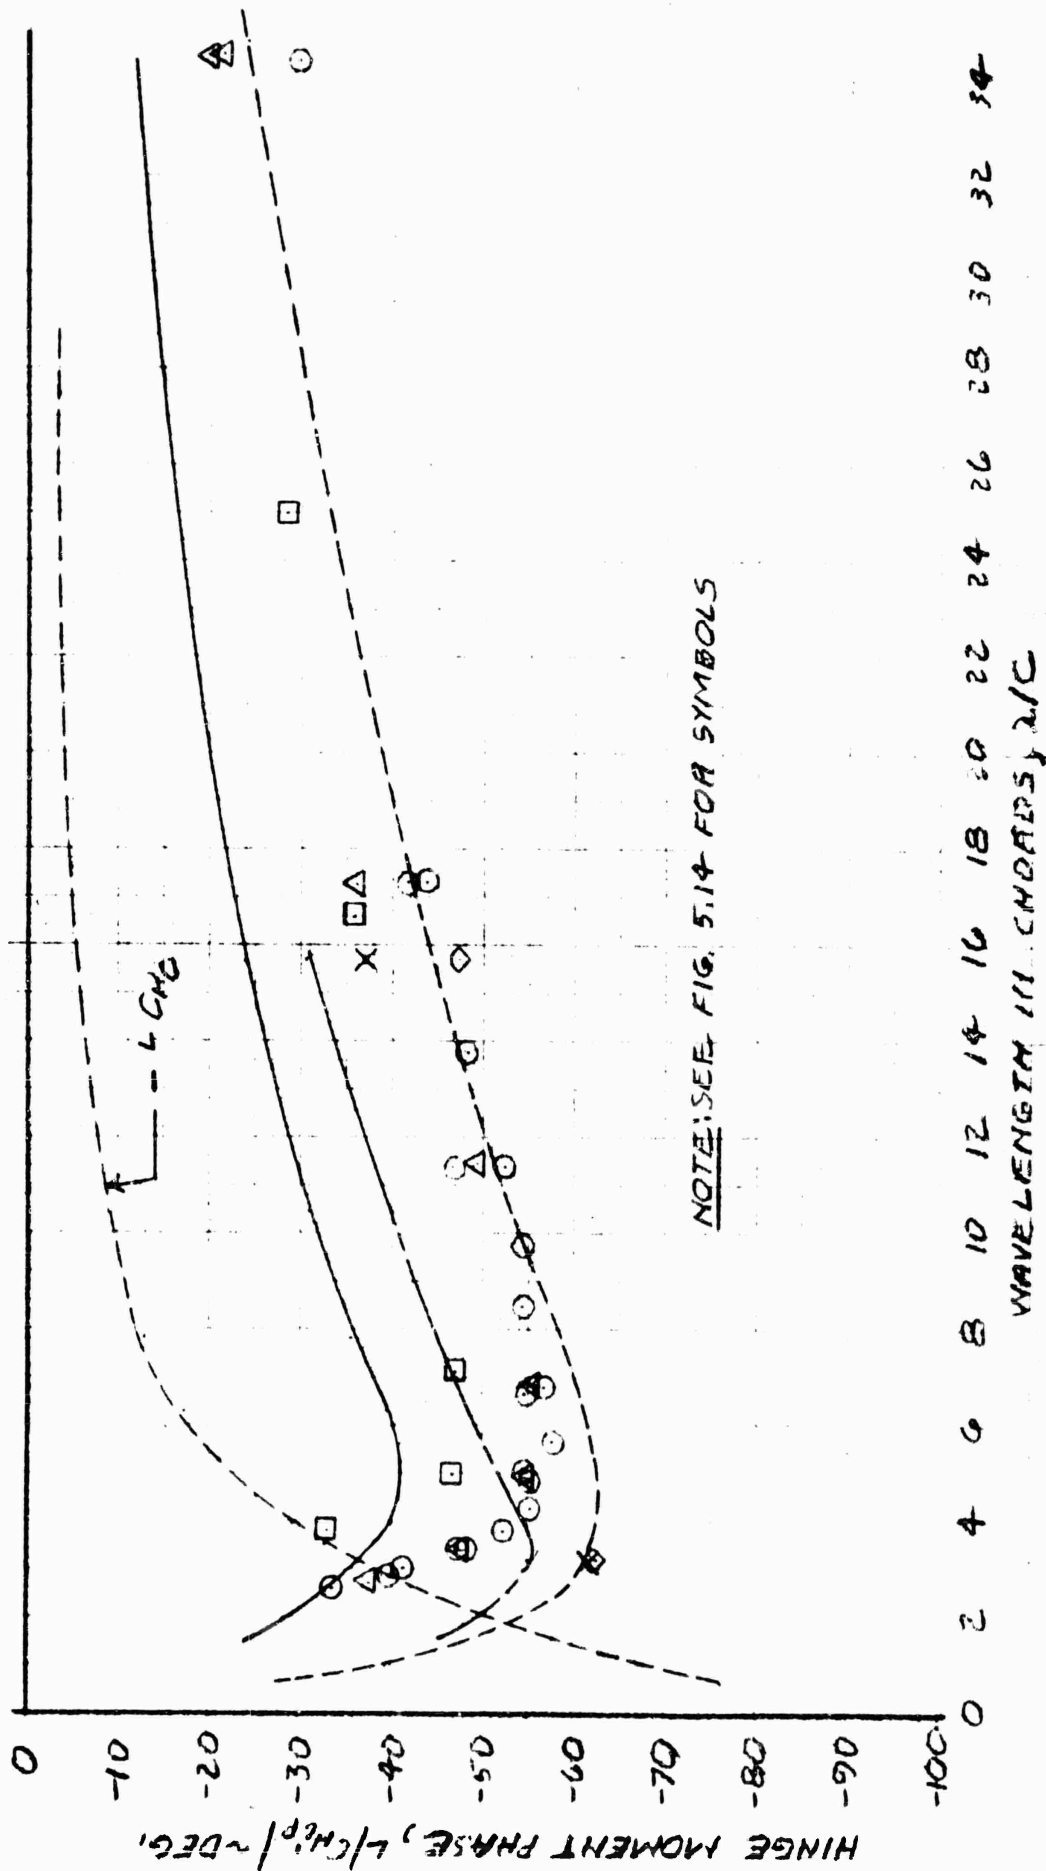 HINGE MOMENT PHASE, ∠/CHcp/ ~ DEG.
0
-10
-20
-30
-40
-50
-60
-70
-80
-90
-100
∠ CHC
NOTE: SEE FIG. 5.14 FOR SYMBOLS
0 2 4 6 8 10 12 14 16 18 20 22 24 26 28 30 32 34
WAVELENGTH IN CHORDS, λ/C